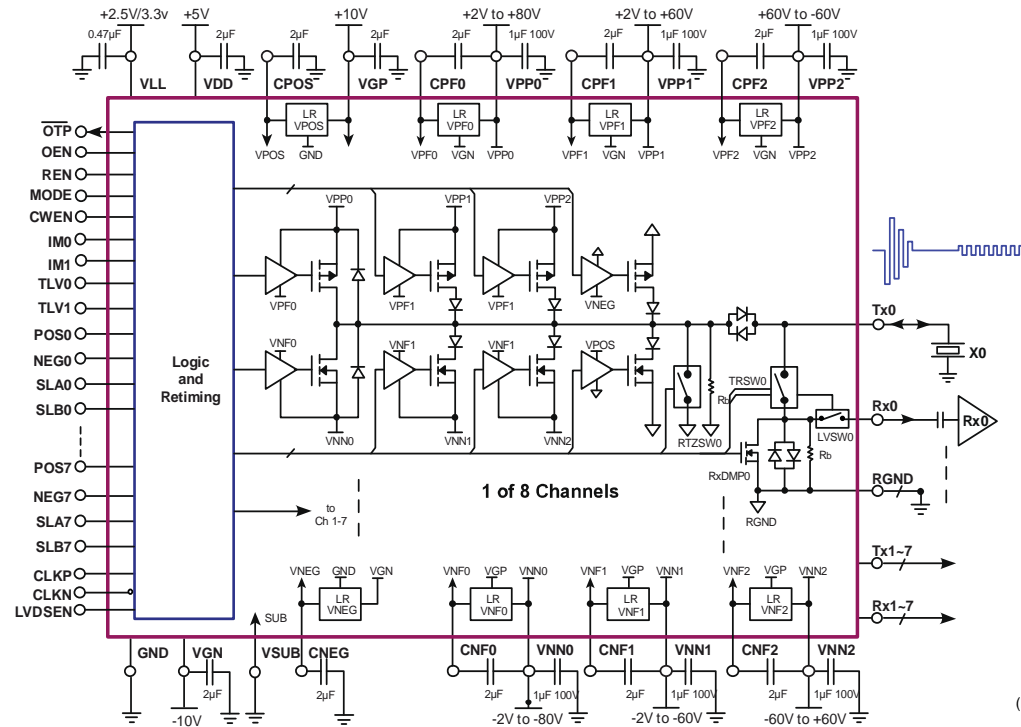 +2.5V/3.3v +5V +10V +2V to +80V +2V to +60V +60V to -60V
0.47µF 2µF 2µF 2µF 2µF 1µF 100V 2µF 1µF 100V 2µF 1µF 100V
VLL VDD CPOS VGP CPF0 VPP0 CPF1 VPP1 CPF2 VPP2
LR VPOS LR VPF0 LR VPF1 LR VPF2
VPOS GND VPF0 VGN VPP0 VPF1 VGN VPP1 VPF2 VGN VPP2
OTP
OEN
REN
MODE
CWEN
IM0
IM1
TLV0
TLV1
POS0
NEG0
SLA0
SLB0
POS7
NEG7
SLA7
SLB7
CLKP
CLKN
LVDSEN
Logic
and
Retiming
VPP0 VPP1 VPP2
VPF0 VPF1 VPF1 VNEG
VNF0 VNF1 VNF1 VPOS
VNN0 VNN1 VNN2
Rb
RTZSW0
TRSW0
LVSW0
Rb
RxDMP0
RGND
Tx0
X0
Rx0
Rx0
RGND
Tx1~7
Rx1~7
1 of 8 Channels
to
Ch 1-7
VNEG GND VGN VNF0 VGP VNN0 VNF1 VGP VNN1 VNF2 VGP VNN2
LR VNEG LR VNF0 LR VNF1 LR VNF2
SUB
GND VGN VSUB CNEG CNF0 VNN0 CNF1 VNN1 CNF2 VNN2
2µF 2µF 2µF 1µF 100V 2µF 1µF 100V 2µF 1µF 100V
-10V -2V to -80V -2V to -60V -60V to +60V
(